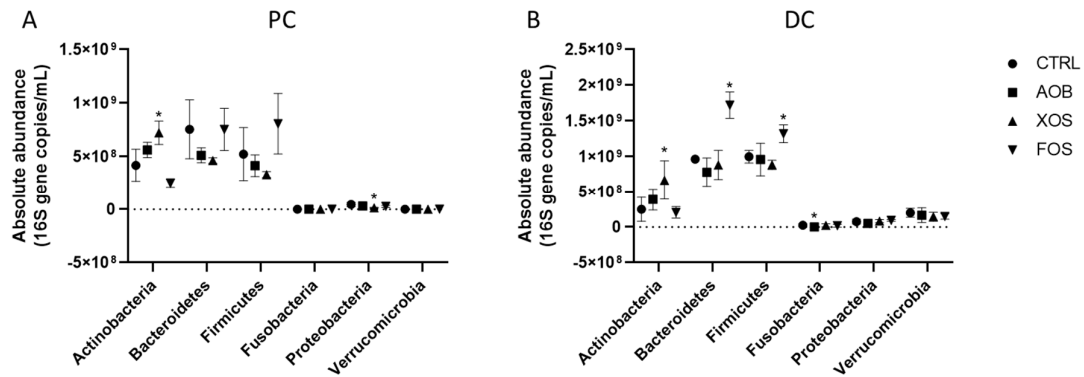 A
PC
Absolute abundance
(16S gene copies/mL)
1.5×10⁹
1×10⁹
5×10⁸
0
-5×10⁸
*
*
Actinobacteria
Bacteroidetes
Firmicutes
Fusobacteria
Proteobacteria
Verrucomicrobia
B
DC
Absolute abundance
(16S gene copies/mL)
2.5×10⁹
2×10⁹
1.5×10⁹
1×10⁹
5×10⁸
0
-5×10⁸
*
*
*
*
Actinobacteria
Bacteroidetes
Firmicutes
Fusobacteria
Proteobacteria
Verrucomicrobia
CTRL
AOB
XOS
FOS